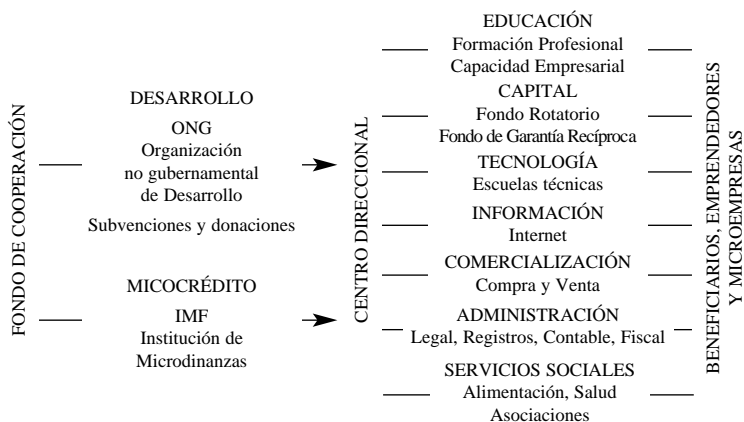 FONDO DE COOPERACIÓN
DESARROLLO
ONG
Organización
no gubernamental
de Desarrollo
Subvenciones y donaciones
MICOCRÉDITO
IMF
Institución de
Microdinanzas
CENTRO DIRECCIONAL
EDUCACIÓN
Formación Profesional
Capacidad Empresarial
CAPITAL
Fondo Rotatorio
Fondo de Garantía Recíproca
TECNOLOGÍA
Escuelas técnicas
INFORMACIÓN
Internet
COMERCIALIZACIÓN
Compra y Venta
ADMINISTRACIÓN
Legal, Registros, Contable, Fiscal
SERVICIOS SOCIALES
Alimentación, Salud
Asociaciones
BENEFICIARIOS, EMPRENDEDORES
Y MICROEMPRESAS